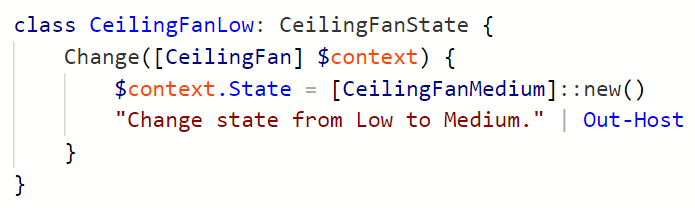 class CeilingFanLow: CeilingFanState {
    Change([CeilingFan] $context) {
        $context.State = [CeilingFanMedium]::new()
        "Change state from Low to Medium." | Out-Host
    }
}